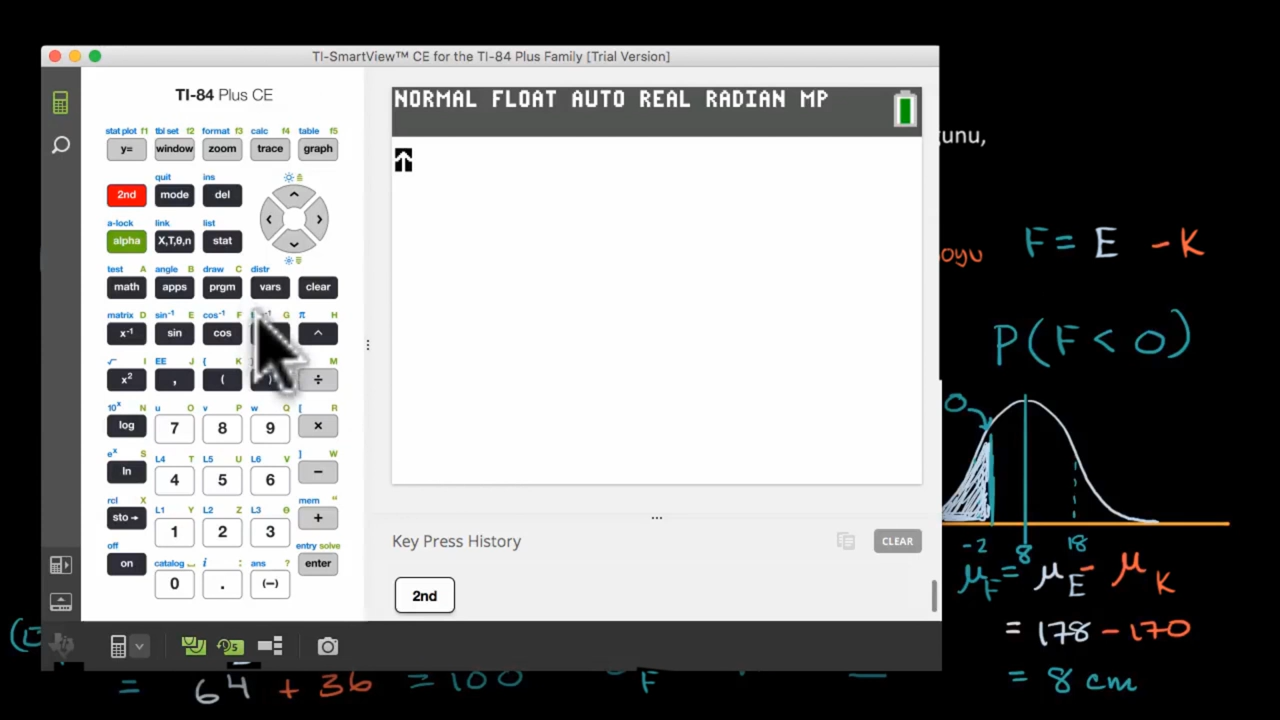 TI-SmartView™ CE for the TI-84 Plus Family [Trial Version]
TI-84 Plus CE
NORMAL FLOAT AUTO REAL RADIAN MP
stat plot f1 tbl set f2 format f3 calc f4 table f5
y= window zoom trace graph
quit ins
2nd mode del
a-lock link list
alpha X,T,θ,n stat
test A angle B draw C distr
math apps prgm vars clear
matrix D sin⁻¹ E cos⁻¹ F G π H
x⁻¹ sin cos ^
√ I EE J { K M
x² , ( ) ÷
10ˣ N u O v P w Q [ R
log 7 8 9 ×
eˣ S L4 T L5 U L6 V ] W
ln 4 5 6 −
rcl X L1 Y L2 Z L3 θ mem "
sto→ 1 2 3 +
off catalog i : ans ? entry solve
on 0 . (−) enter
Key Press History
CLEAR
2nd
unu,
oyu
F = E - K
P(F < 0)
0
-2 8 18
μF = μE - μK
= 178 - 170
= 8 cm
= 64 + 36 = 100
F